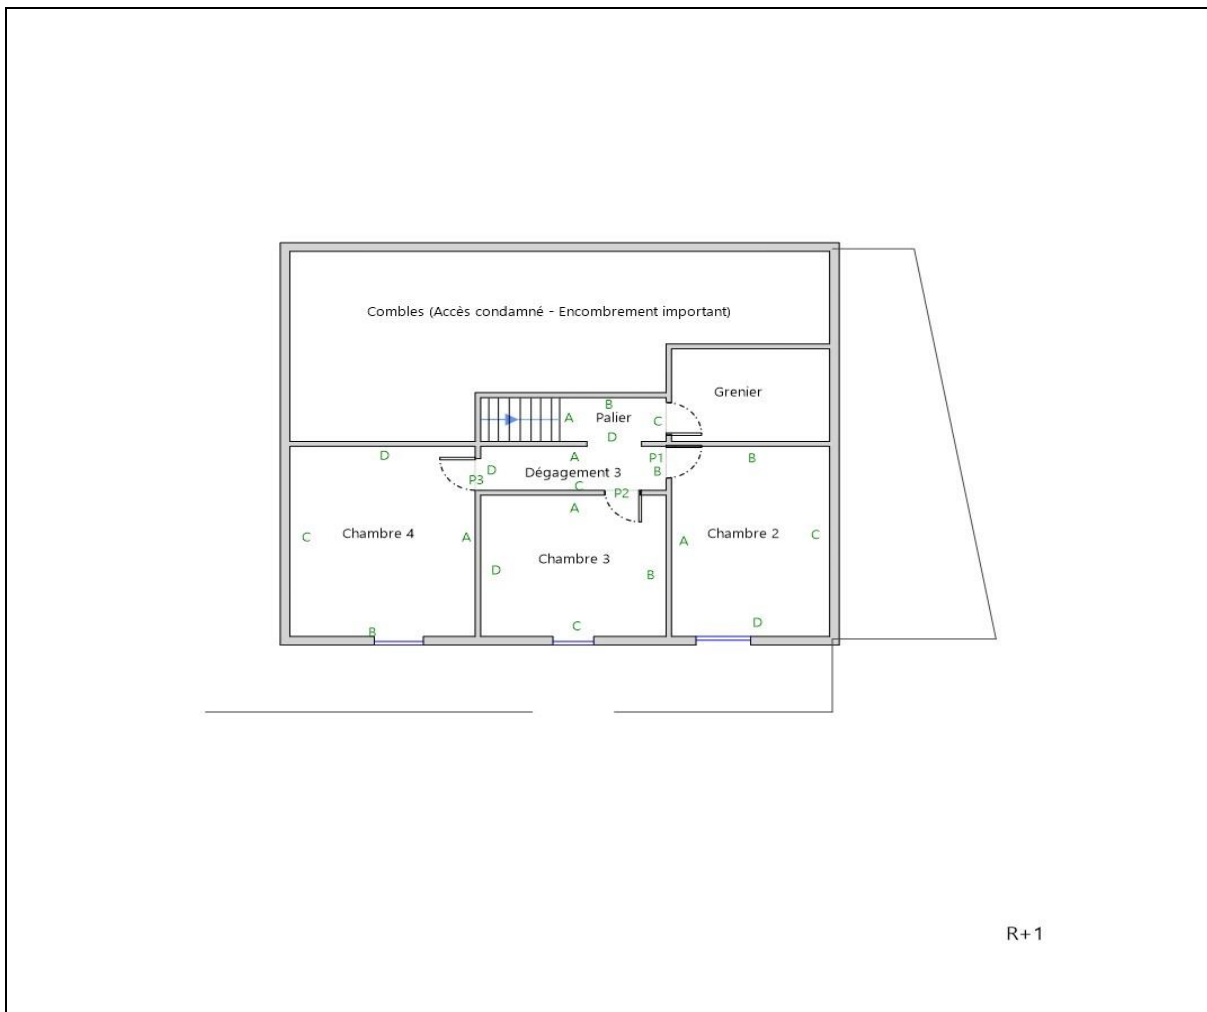 Combles (Accès condamné - Encombrement important)
Grenier
B
A
Palier
C
D
D
A
P1
B
D
Dégagement 3
B
P3
C
P2
A
C
Chambre 4
A
A
Chambre 2
C
Chambre 3
D
B
B
C
D
R+1